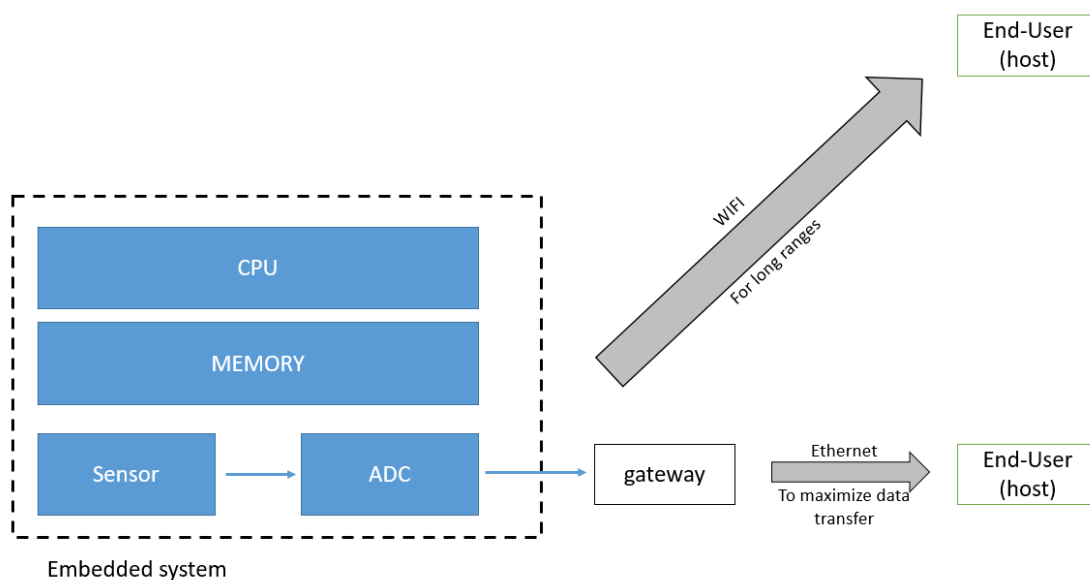 End-User
(host)
WIFI
For long ranges
CPU
MEMORY
Sensor
ADC
gateway
Ethernet
To maximize data
transfer
End-User
(host)
Embedded system